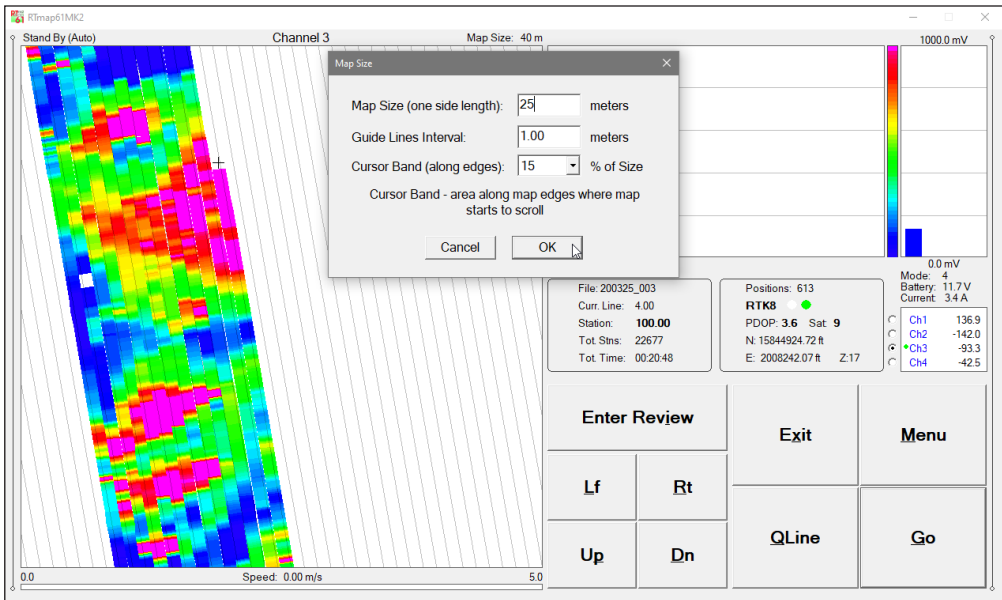 RTmap61MK2
Stand By (Auto) Channel 3 Map Size: 40 m
1000.0 mV
Map Size
Map Size (one side length): 25 meters
Guide Lines Interval: 1.00 meters
Cursor Band (along edges): 15 % of Size
Cursor Band - area along map edges where map
starts to scroll
Cancel OK
0.0 mV
Mode: 4
Battery: 11.7 V
Current: 3.4 A
File: 200325_003
Curr. Line: 4.00
Station: 100.00
Tot. Stns: 22677
Tot. Time: 00:20:48
Positions: 613
RTK8
PDOP: 3.6 Sat: 9
N: 15844924.72 ft
E: 2008242.07 ft Z:17
Ch1 136.9
Ch2 -142.0
Ch3 -93.3
Ch4 -42.5
Enter Review
Exit
Menu
Lf
Rt
Up
Dn
QLine
Go
0.0 Speed: 0.00 m/s 5.0